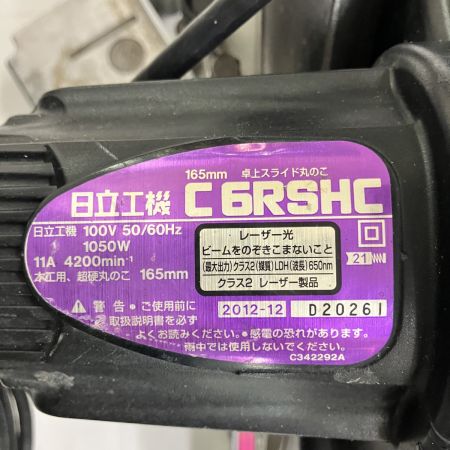 165mm 卓上スライド丸のこ
日立工機 C 6RSHC
日立工機 100V 50/60Hz
1050W
11A 4200min⁻¹
木工用、超硬丸のこ 165mm
レーザー光
ビームをのぞきこまないこと
(最大出力)クラス2(媒質)LDH(波長)650nm
クラス2 レーザー製品
21
2012-12 D20261
警告・ご使用前に
取扱説明書を必ず
よくお読みください。・感電の恐れがあります。
雨中では使用しないでください。
C342292A